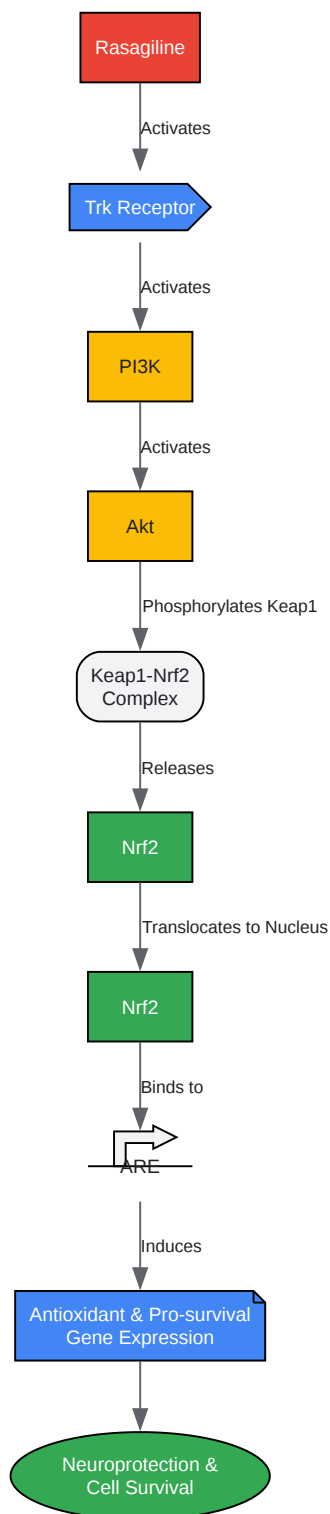 Rasagiline
Activates
Trk Receptor
Activates
PI3K
Activates
Akt
Phosphorylates Keap1
Keap1-Nrf2
Complex
Releases
Nrf2
Translocates to Nucleus
Nrf2
Binds to
ARE
Induces
Antioxidant & Pro-survival
Gene Expression
Neuroprotection &
Cell Survival